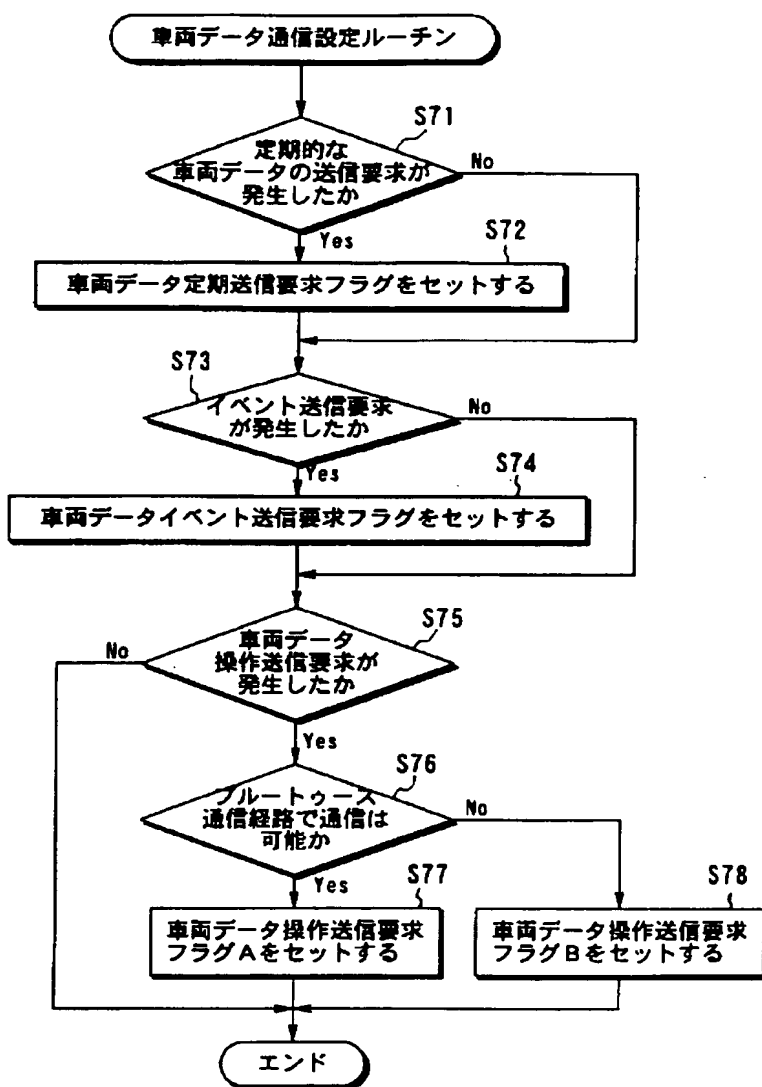 車両データ通信設定ルーチン
S71
定期的な
車両データの送信要求が
発生したか
No
Yes
S72
車両データ定期送信要求フラグをセットする
S73
イベント送信要求
が発生したか
No
Yes
S74
車両データイベント送信要求フラグをセットする
S75
車両データ
操作送信要求が
発生したか
No
Yes
S76
ブルートゥース
通信経路で通信は
可能か
No
Yes
S77
車両データ操作送信要求
フラグAをセットする
S78
車両データ操作送信要求
フラグBをセットする
エンド